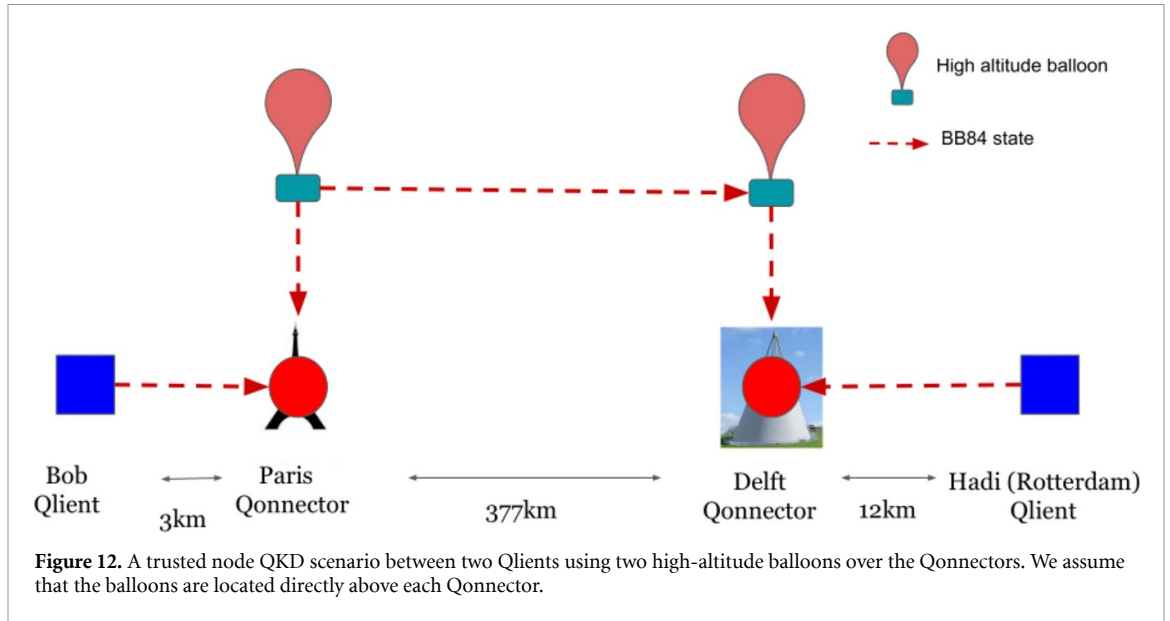 High altitude balloon
BB84 state
Bob
Qlient
3km
Paris
Qonnector
377km
Delft
Qonnector
12km
Hadi (Rotterdam)
Qlient
Figure 12. A trusted node QKD scenario between two Qlients using two high-altitude balloons over the Qonnectors. We assume
that the balloons are located directly above each Qonnector.